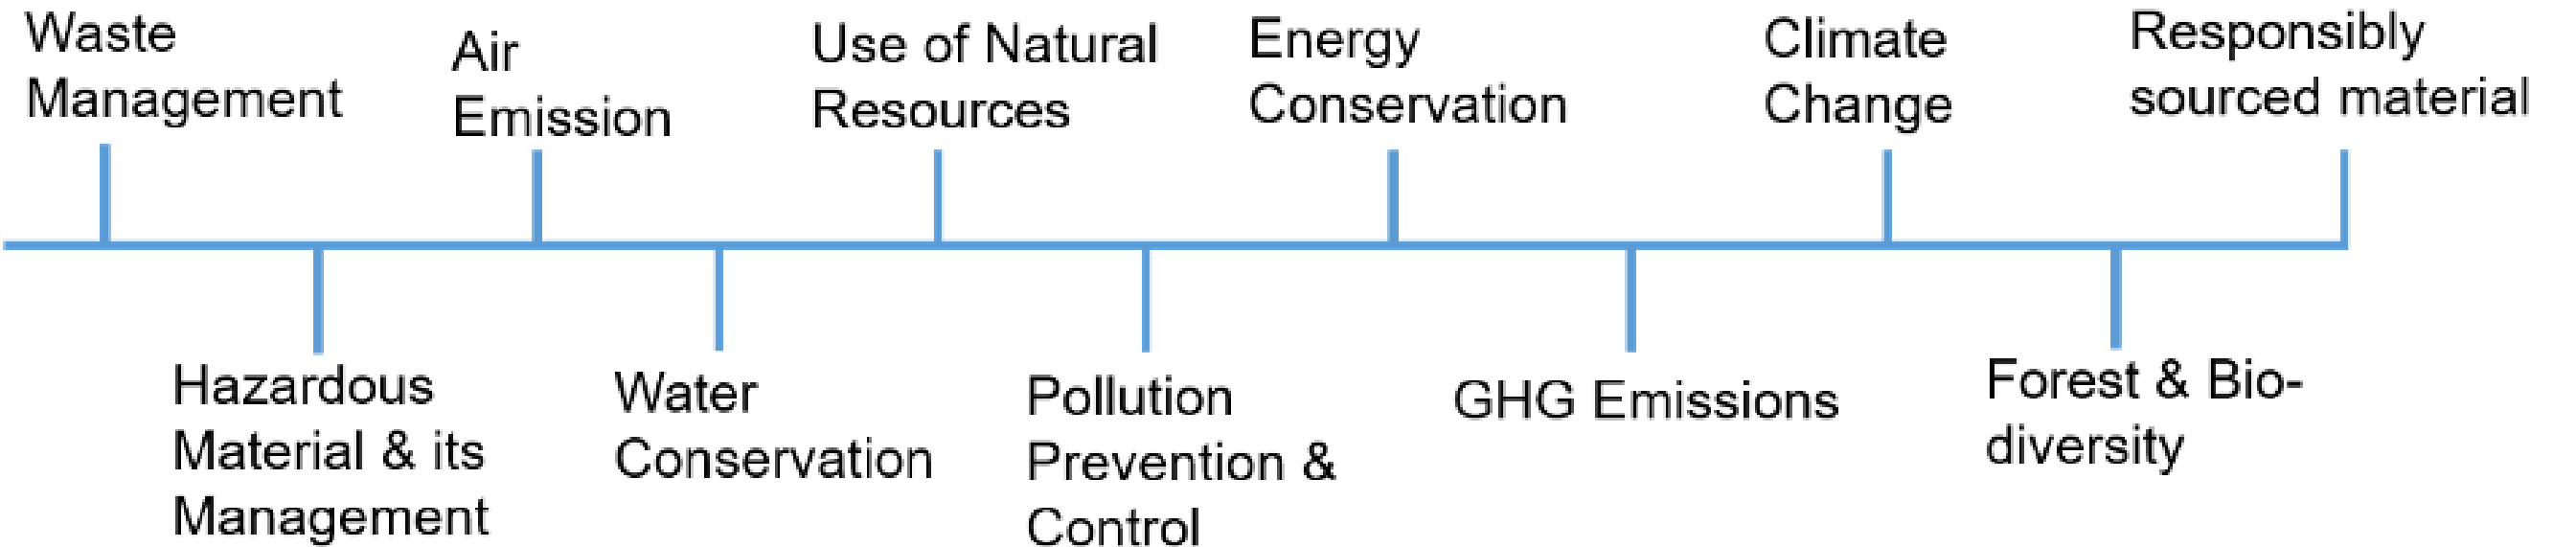 Waste
Management
Air
Emission
Use of Natural
Resources
Energy
Conservation
Climate
Change
Responsibly
sourced material
Hazardous
Material & its
Management
Water
Conservation
Pollution
Prevention &
Control
GHG Emissions
Forest & Bio-
diversity